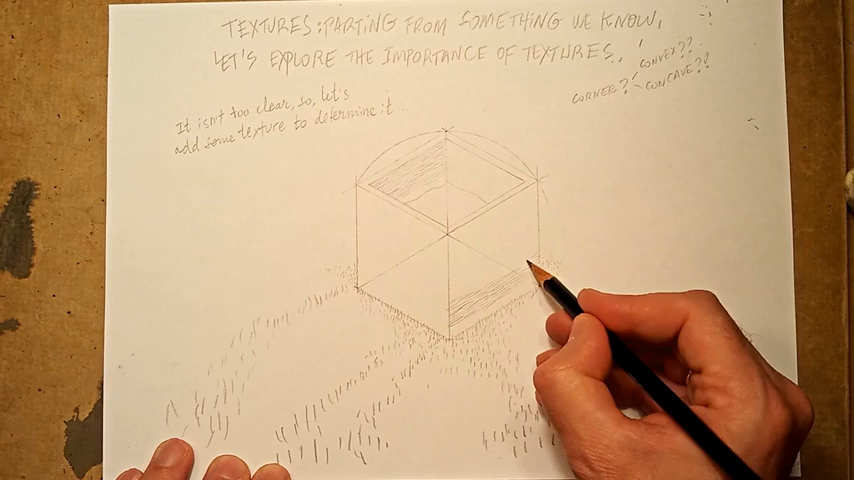 TEXTURES: PARTING FROM SOMETHING WE KNOW,
LET'S EXPLORE THE IMPORTANCE OF TEXTURES.
CONVEX??
CORNER? CONCAVE??
It isn't too clear, so, let's
add some texture to determine it...